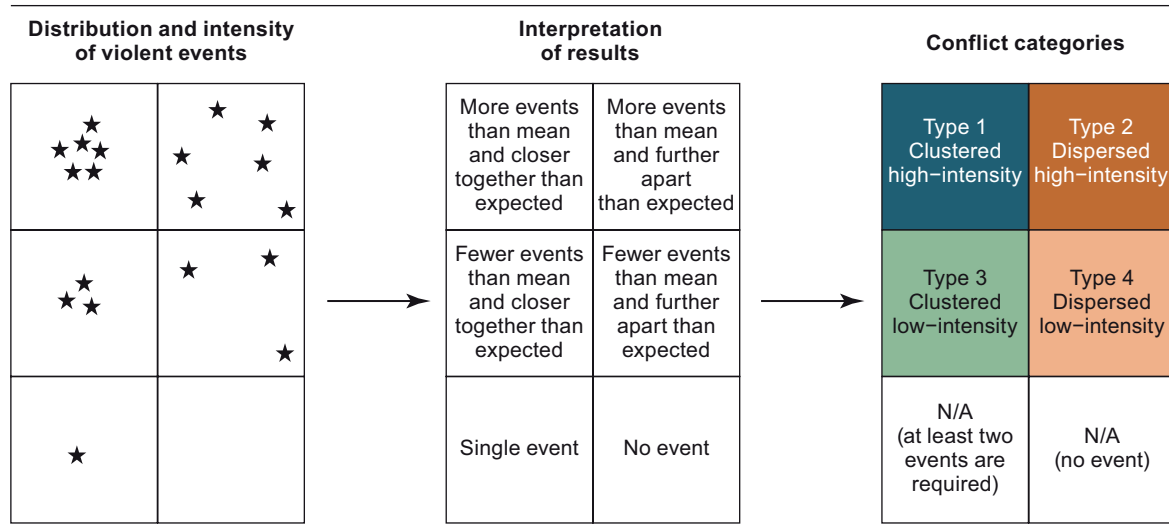 Distribution and intensity
of violent events
Interpretation
of results
Conflict categories
More events
than mean
and closer
together than
expected
More events
than mean
and further
apart
than expected
Type 1
Clustered
high−intensity
Type 2
Dispersed
high−intensity
Fewer events
than mean
and closer
together than
expected
Fewer events
than mean
and further
apart than
expected
Type 3
Clustered
low−intensity
Type 4
Dispersed
low−intensity
Single event
No event
N/A
(at least two
events are
required)
N/A
(no event)